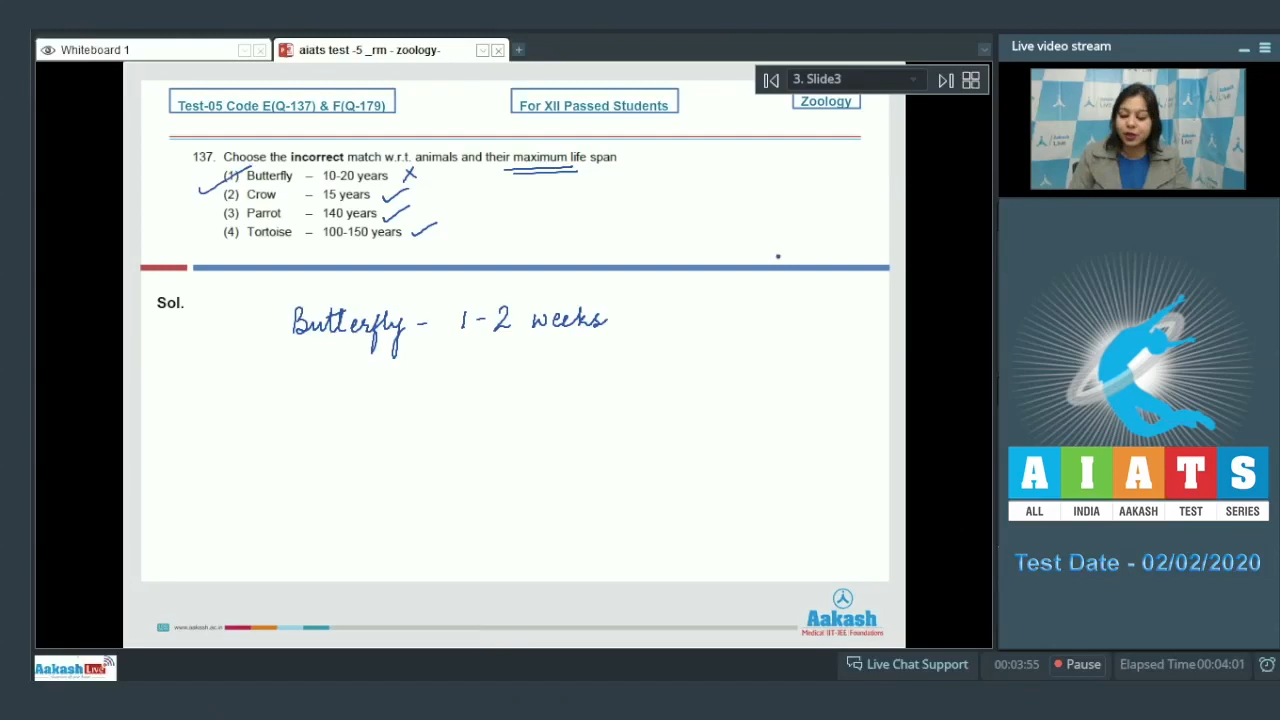 Whiteboard 1
aiats test -5 _rm - zoology-
Live video stream
3. Slide3
Test-05 Code E(Q-137) & F(Q-179)
For XII Passed Students
Zoology
137. Choose the incorrect match w.r.t. animals and their maximum life span
(1) Butterfly – 10-20 years
(2) Crow – 15 years
(3) Parrot – 140 years
(4) Tortoise – 100-150 years
Sol.
Butterfly - 1-2 weeks
A I A T S
ALL INDIA AAKASH TEST SERIES
Test Date - 02/02/2020
Aakash
Medical|IIT-JEE|Foundations
www.aakash.ac.in
Aakash Live
Live Chat Support
00:03:55
Pause
Elapsed Time 00:04:01